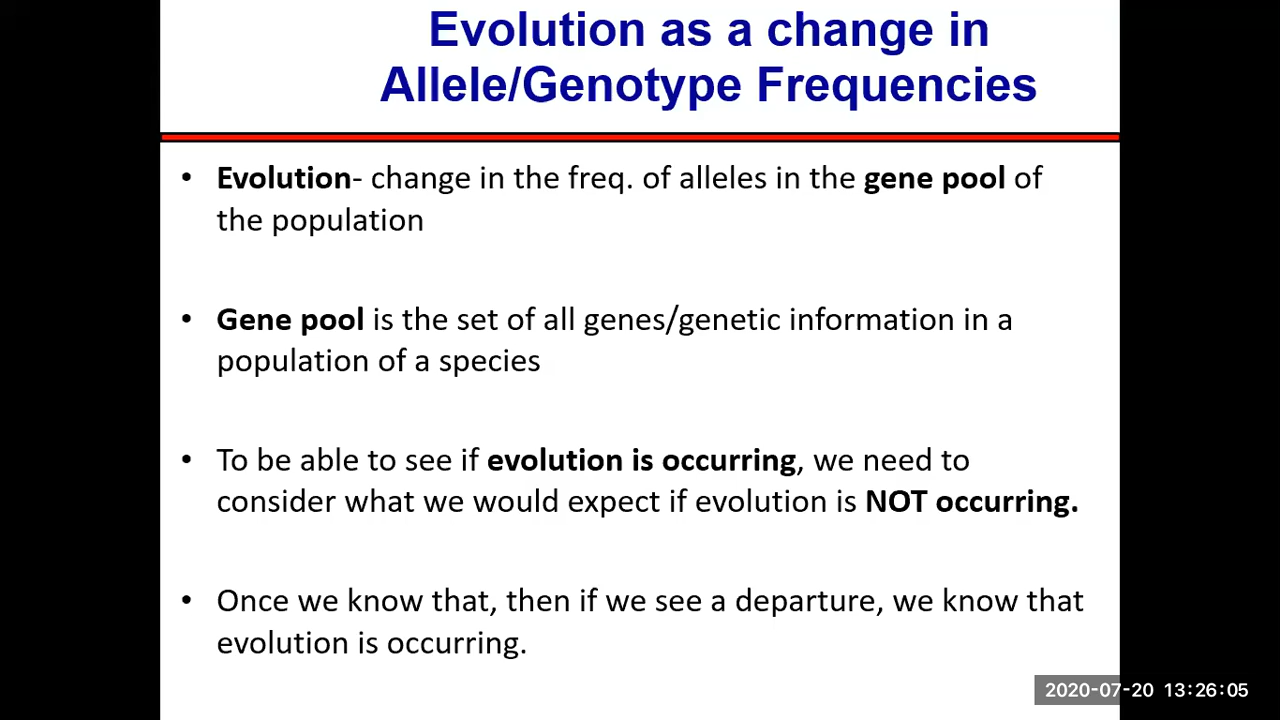 Evolution as a change in
Allele/Genotype Frequencies
• Evolution- change in the freq. of alleles in the gene pool of
the population
• Gene pool is the set of all genes/genetic information in a
population of a species
• To be able to see if evolution is occurring, we need to
consider what we would expect if evolution is NOT occurring.
• Once we know that, then if we see a departure, we know that
evolution is occurring.
2020-07-20 13:26:05